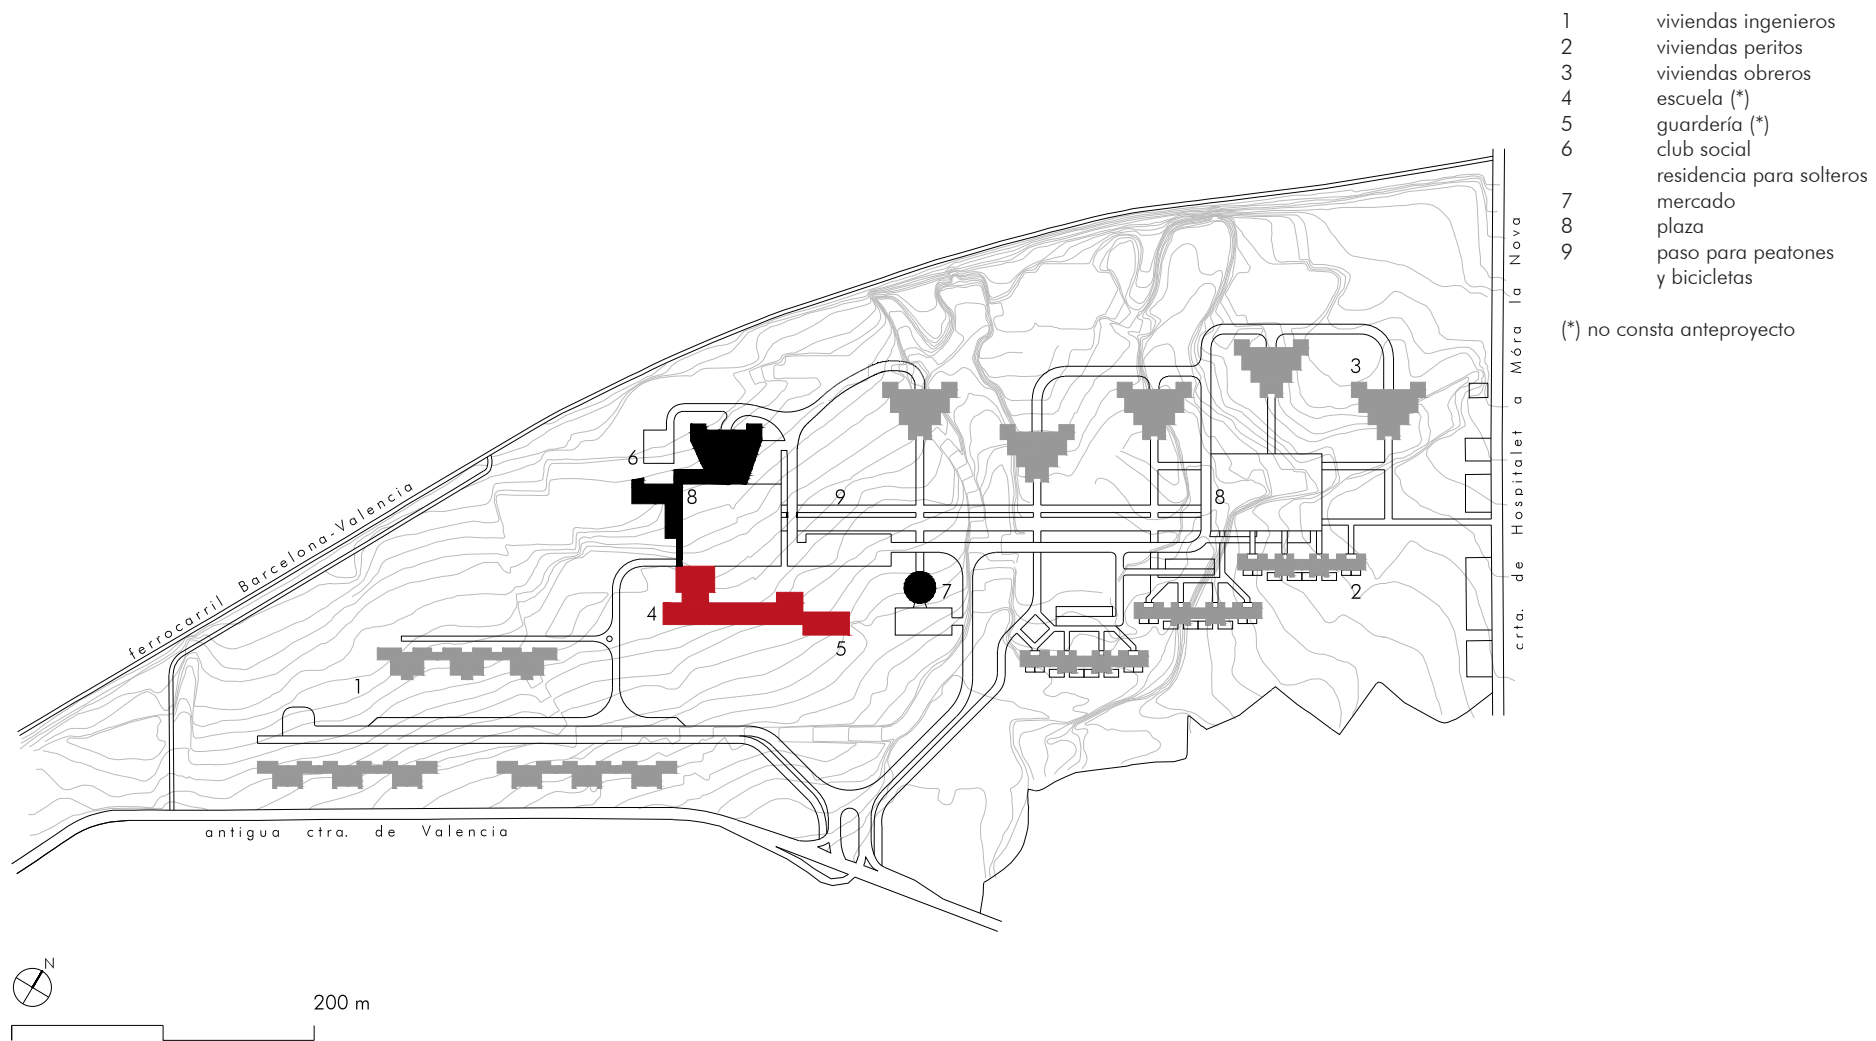 1 viviendas ingenieros
2 viviendas peritos
3 viviendas obreros
4 escuela (*)
5 guardería (*)
6 club social
residencia para solteros
7 mercado
8 plaza
9 paso para peatones
y bicicletas
(*) no consta anteproyecto
crta. de Hospitalet a Móra la Nova
3
6
8
9
8
ferrocarril Barcelona-Valencia
7
2
4
5
1
antigua ctra. de Valencia
N
200 m